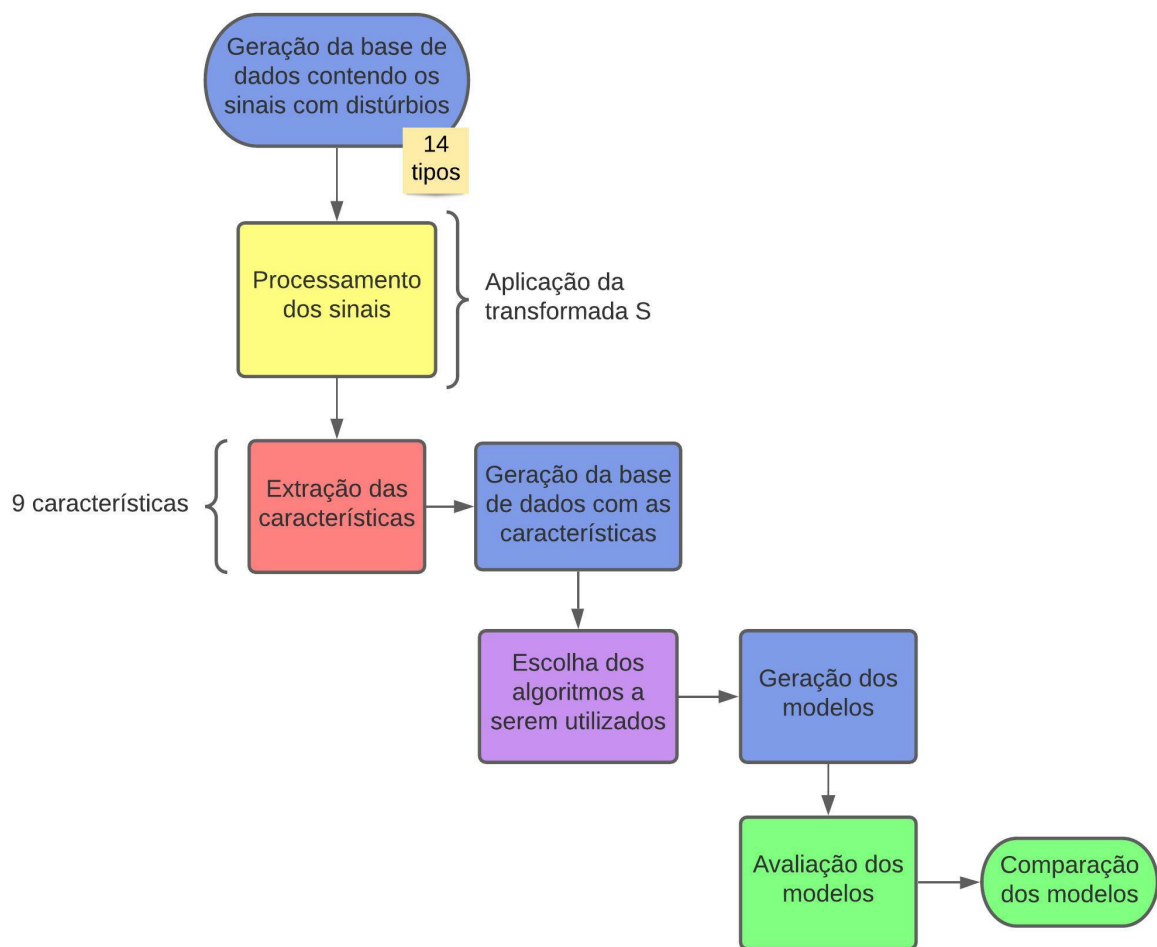 Geração da base de
dados contendo os
sinais com distúrbios
14
tipos
Processamento
dos sinais
Aplicação da
transformada S
9 características
Extração das
características
Geração da base
de dados com as
características
Escolha dos
algoritmos a
serem utilizados
Geração dos
modelos
Avaliação dos
modelos
Comparação
dos modelos